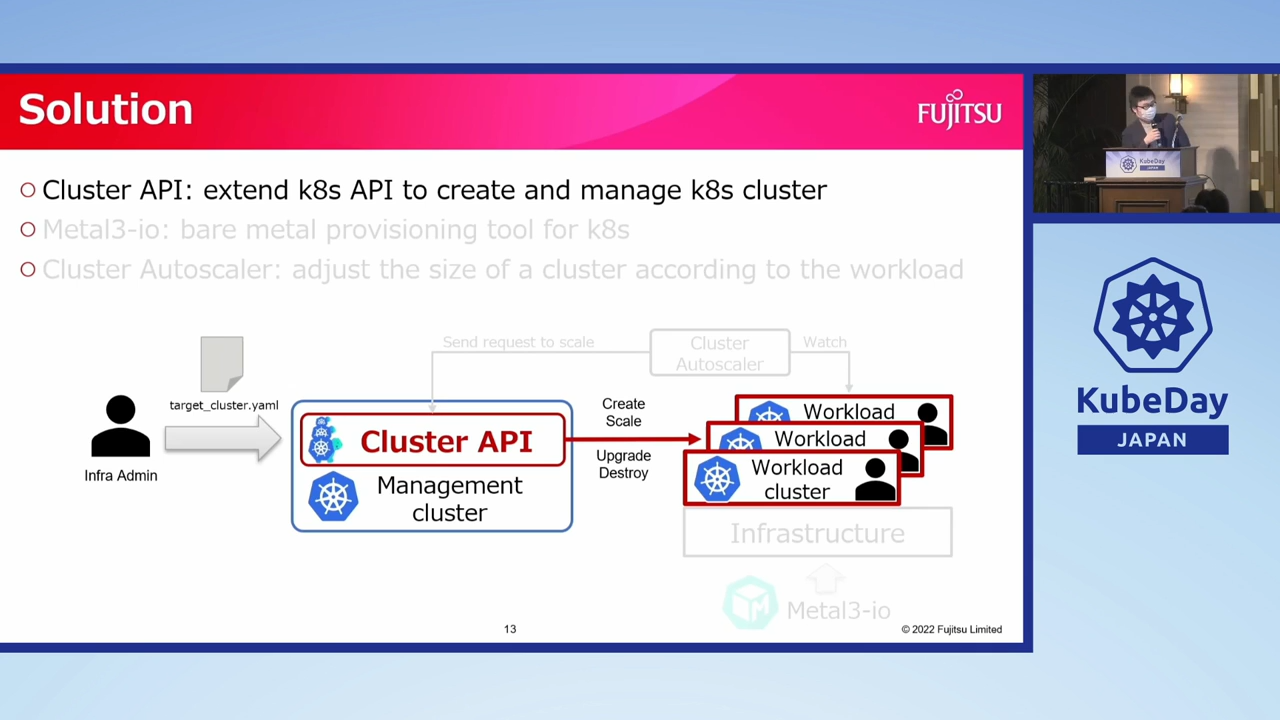 Solution
FUJITSU
Cluster API: extend k8s API to create and manage k8s cluster
Metal3-io: bare metal provisioning tool for k8s
Cluster Autoscaler: adjust the size of a cluster according to the workload
Send request to scale
Cluster
Autoscaler
Watch
target_cluster.yaml
Infra Admin
Cluster API
Management
cluster
Create
Scale
Upgrade
Destroy
Workload
Workload
Workload
cluster
Infrastructure
Metal3-io
13
© 2022 Fujitsu Limited
KubeDay
JAPAN
KubeDay
JAPAN